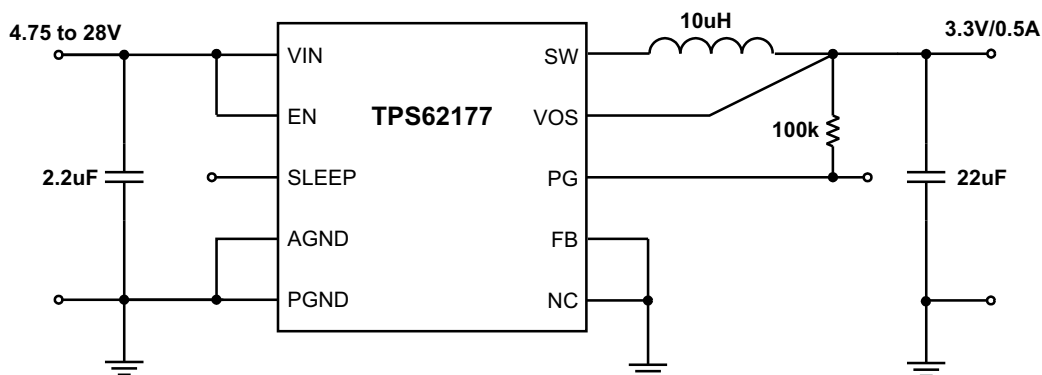 4.75 to 28V
10uH
3.3V/0.5A
VIN
SW
EN
TPS62177
VOS
100k
2.2uF
SLEEP
PG
22uF
AGND
FB
PGND
NC